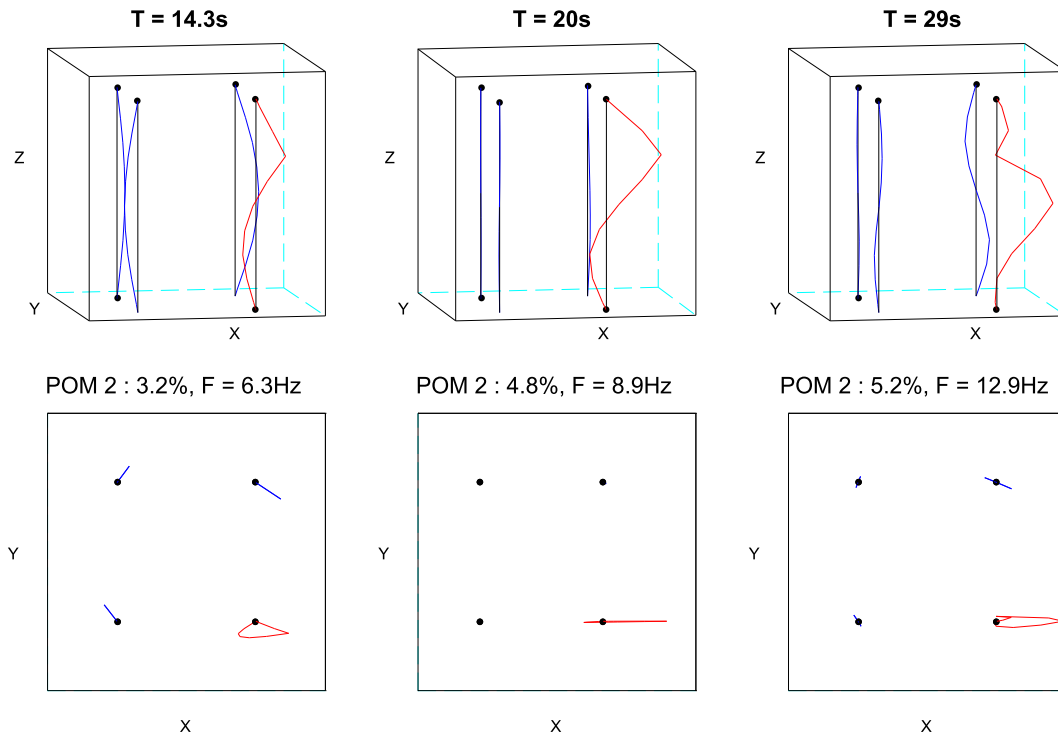 T = 14.3s
T = 20s
T = 29s
Z
Z
Z
Y
Y
Y
X
X
X
POM 2 : 3.2%, F = 6.3Hz
POM 2 : 4.8%, F = 8.9Hz
POM 2 : 5.2%, F = 12.9Hz
Y
Y
Y
X
X
X